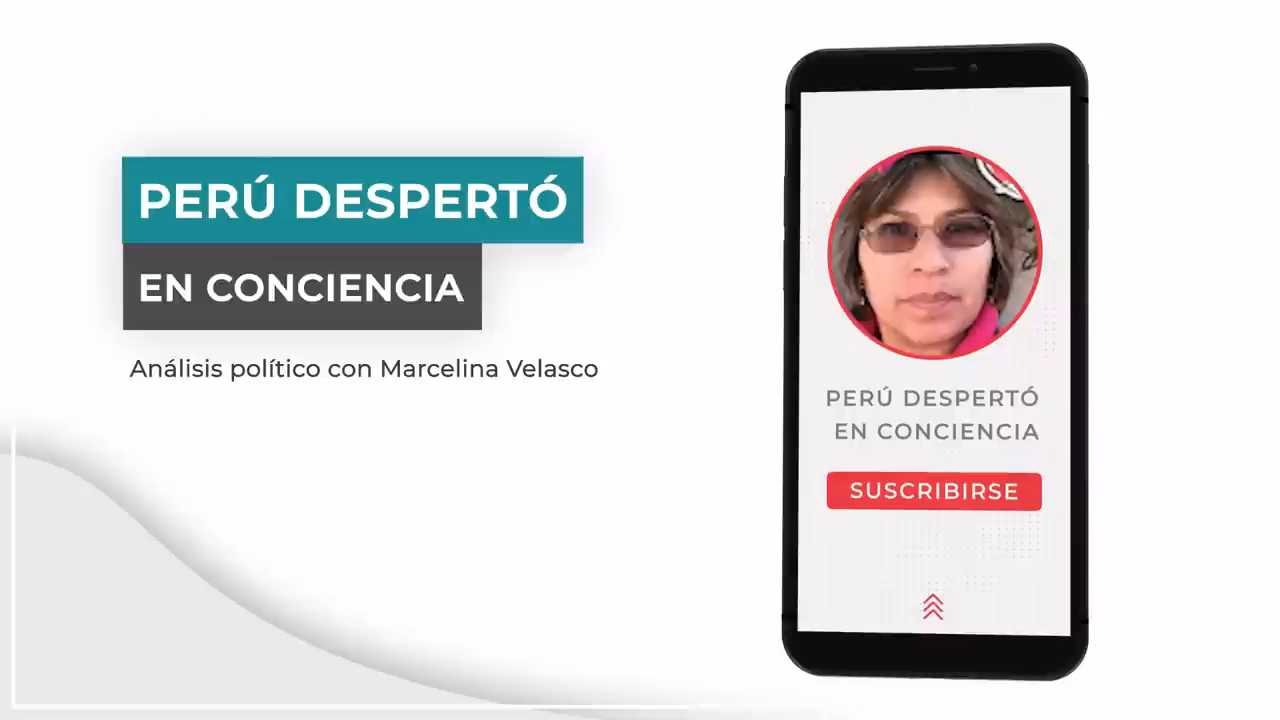 PERÚ DESPERTÓ
EN CONCIENCIA
Análisis político con Marcelina Velasco
PERÚ DESPERTÓ
EN CONCIENCIA
SUSCRIBIRSE